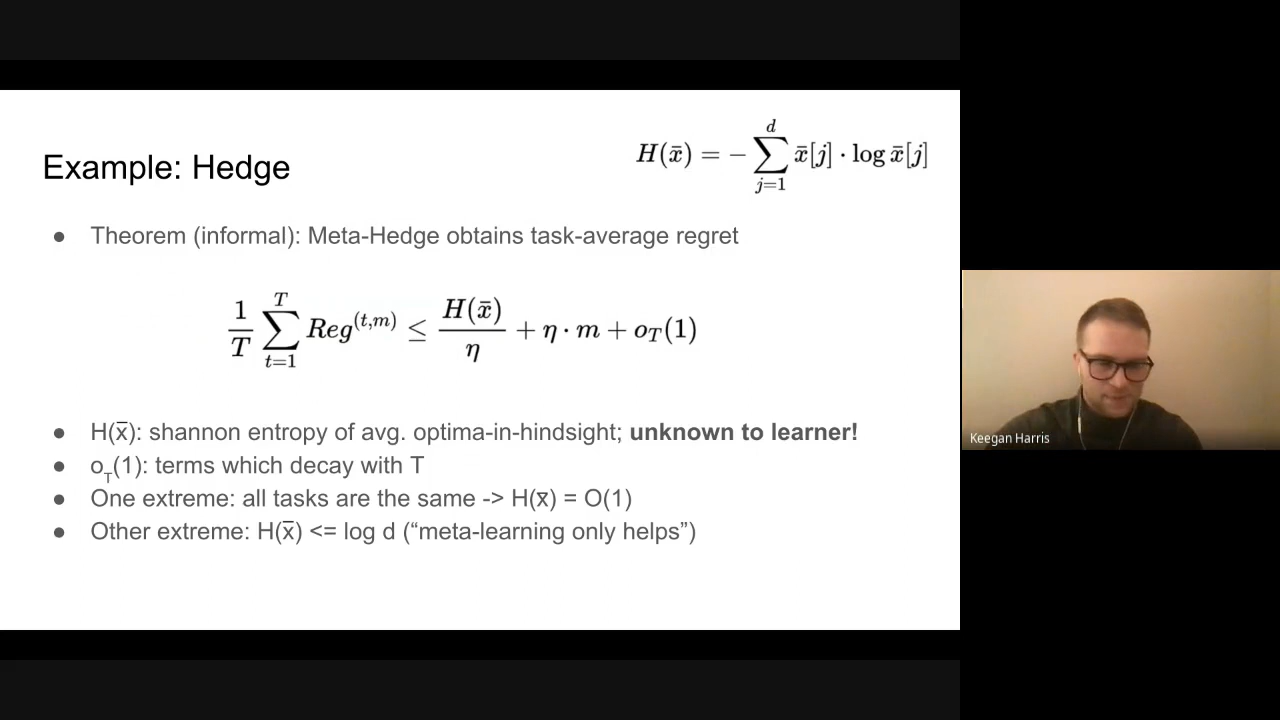 Example: Hedge
H(x̄) = − ∑_{j=1}^{d} x̄[j] · log x̄[j]
● Theorem (informal): Meta-Hedge obtains task-average regret
1/T ∑_{t=1}^{T} Reg^{(t,m)} ≤ H(x̄)/η + η · m + o_T(1)
● H(x̄): shannon entropy of avg. optima-in-hindsight; unknown to learner!
● o_T(1): terms which decay with T
● One extreme: all tasks are the same -> H(x̄) = O(1)
● Other extreme: H(x̄) <= log d (“meta-learning only helps”)
Keegan Harris